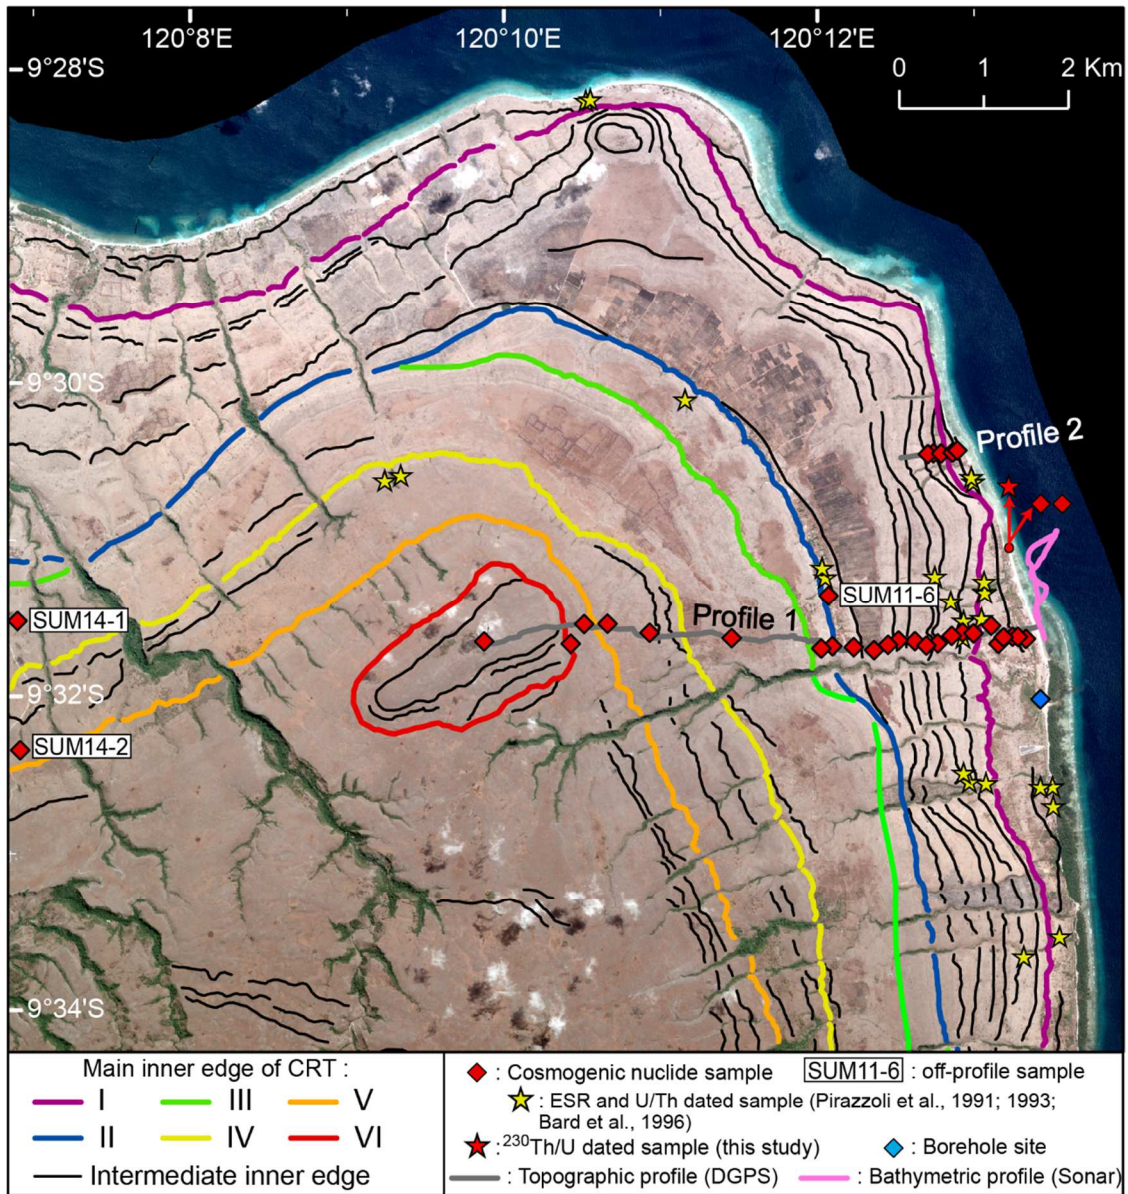 120°8'E 120°10'E 120°12'E
9°28'S
0 1 2 Km
9°30'S
Profile 2
SUM11-6
Profile 1
SUM14-1
9°32'S
SUM14-2
9°34'S
Main inner edge of CRT :
I III V
II IV VI
Intermediate inner edge
: Cosmogenic nuclide sample SUM11-6 : off-profile sample
: ESR and U/Th dated sample (Pirazzoli et al., 1991; 1993;
Bard et al., 1996)
: ²³⁰Th/U dated sample (this study) : Borehole site
: Topographic profile (DGPS) : Bathymetric profile (Sonar)